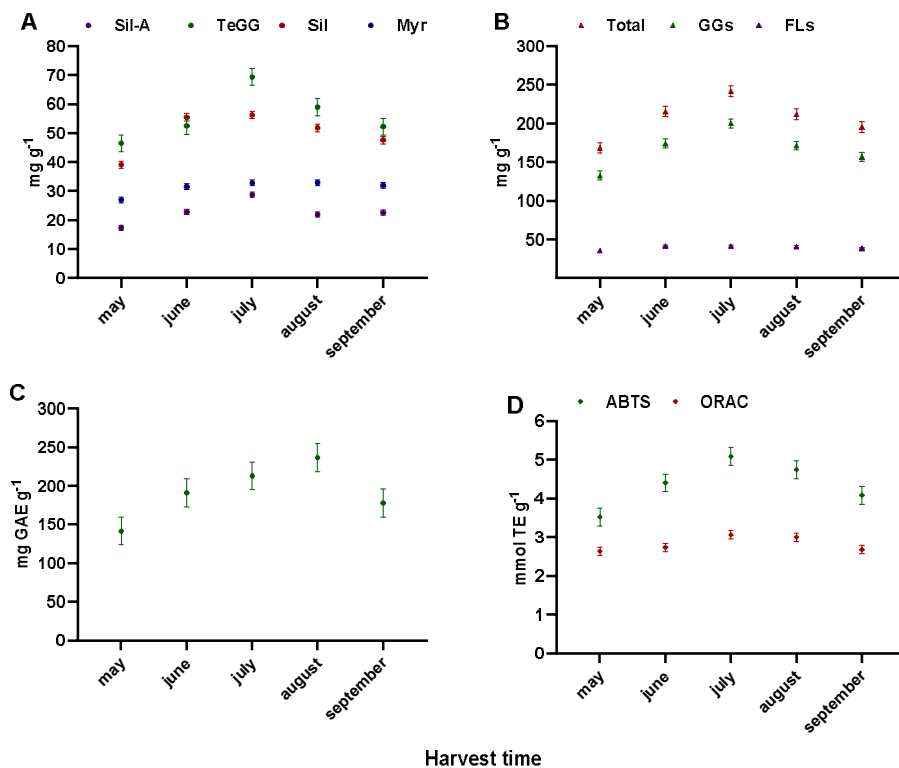 A
Sil-A TeGG Sil Myr
80
70
60
50
40
30
20
10
0
mg g-1
may june july august september
B
Total GGs FLs
300
250
200
150
100
50
mg g-1
may june july august september
C
300
250
200
150
100
50
0
mg GAE g-1
may june july august september
D
ABTS ORAC
6
5
4
3
2
1
0
mmol TE g-1
may june july august september
Harvest time